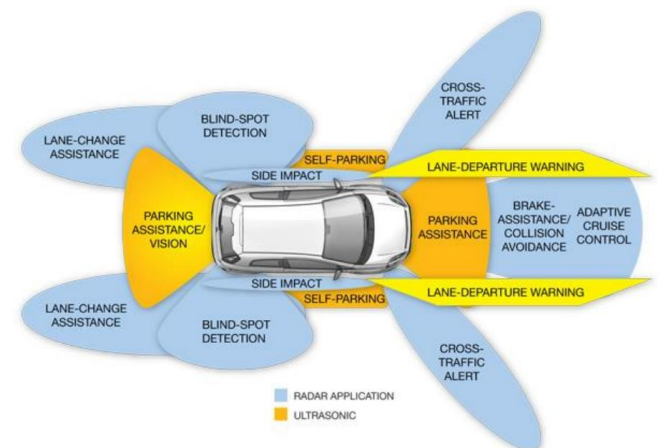 CROSS-
TRAFFIC
ALERT
BLIND-SPOT
DETECTION
LANE-CHANGE
ASSISTANCE
SELF-PARKING
LANE-DEPARTURE WARNING
SIDE IMPACT
PARKING
ASSISTANCE/
VISION
PARKING
ASSISTANCE
BRAKE-
ASSISTANCE/
COLLISION
AVOIDANCE
ADAPTIVE
CRUISE
CONTROL
SIDE IMPACT
SELF-PARKING
LANE-DEPARTURE WARNING
LANE-CHANGE
ASSISTANCE
BLIND-SPOT
DETECTION
CROSS-
TRAFFIC
ALERT
RADAR APPLICATION
ULTRASONIC